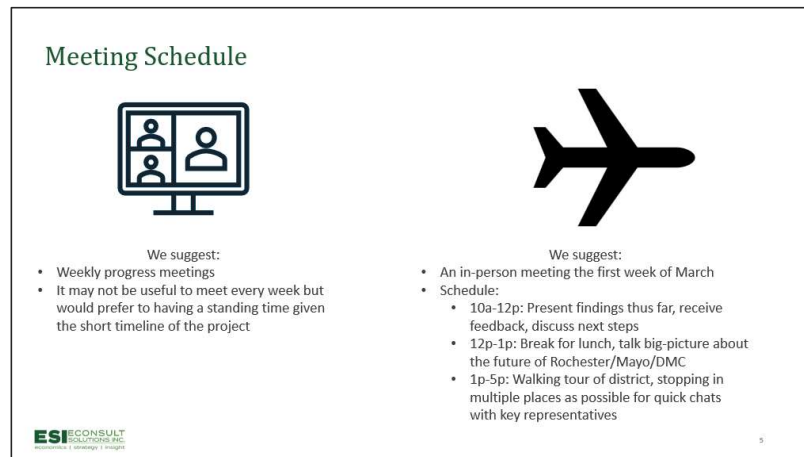 Meeting Schedule
We suggest:
• Weekly progress meetings
• It may not be useful to meet every week but
would prefer to having a standing time given
the short timeline of the project
We suggest:
• An in-person meeting the first week of March
• Schedule:
• 10a-12p: Present findings thus far, receive
feedback, discuss next steps
• 12p-1p: Break for lunch, talk big-picture about
the future of Rochester/Mayo/DMC
• 1p-5p: Walking tour of district, stopping in
multiple places as possible for quick chats
with key representatives
ESI ECONSULT
SOLUTIONS INC.
economics | strategy | insight
5